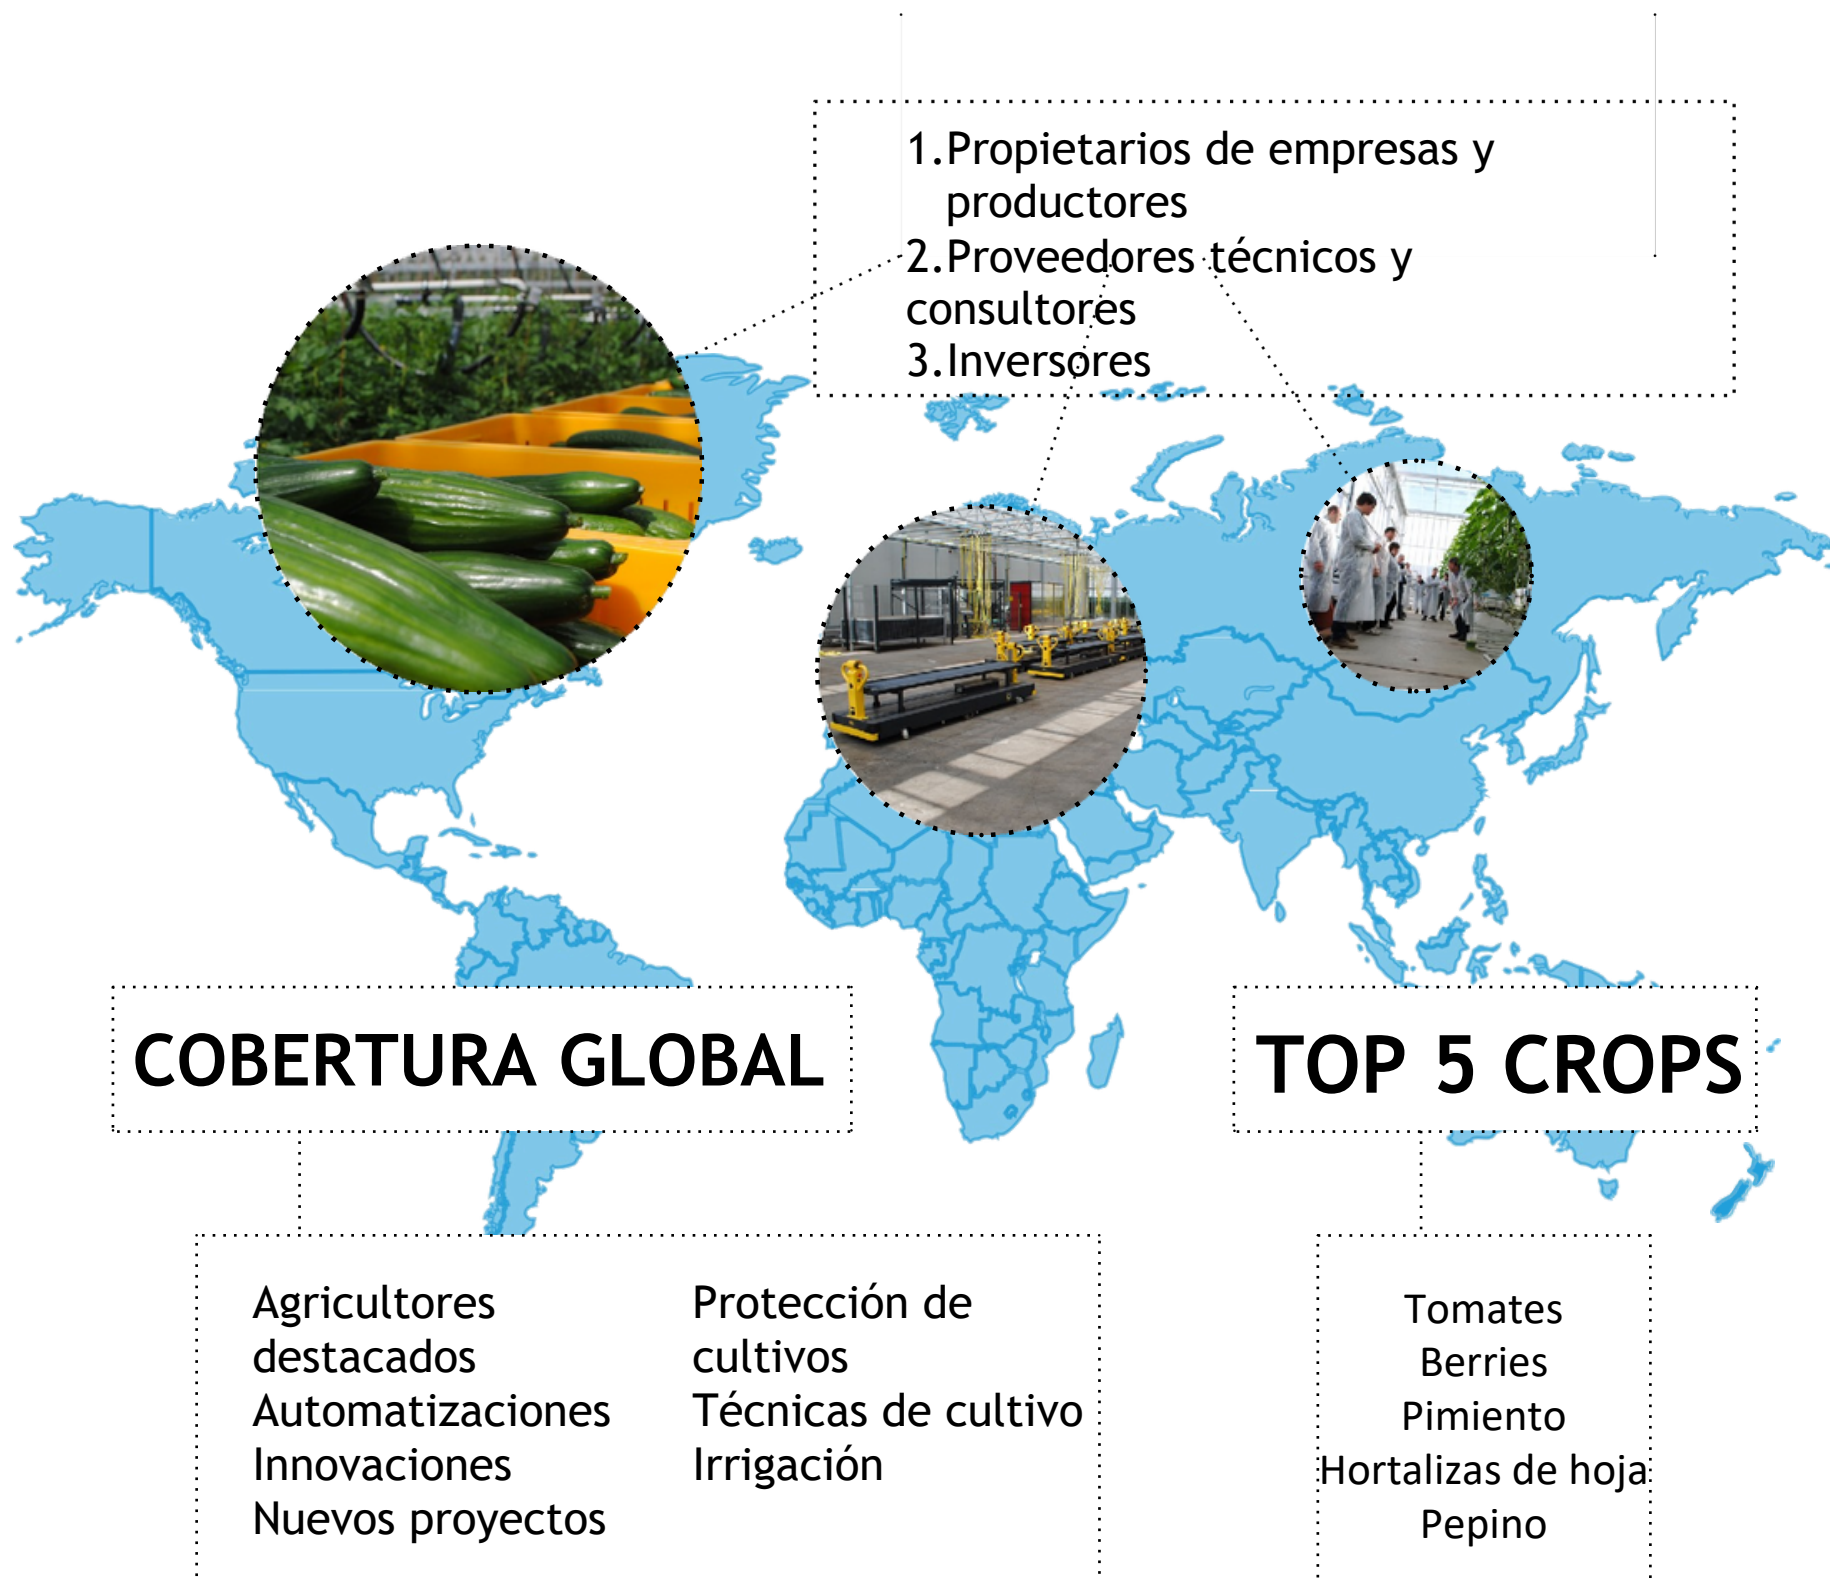 1.Propietarios de empresas y
productores
2.Proveedores técnicos y
consultores
3.Inversores
COBERTURA GLOBAL
Agricultores
destacados
Automatizaciones
Innovaciones
Nuevos proyectos
Protección de
cultivos
Técnicas de cultivo
Irrigación
TOP 5 CROPS
Tomates
Berries
Pimiento
Hortalizas de hoja
Pepino